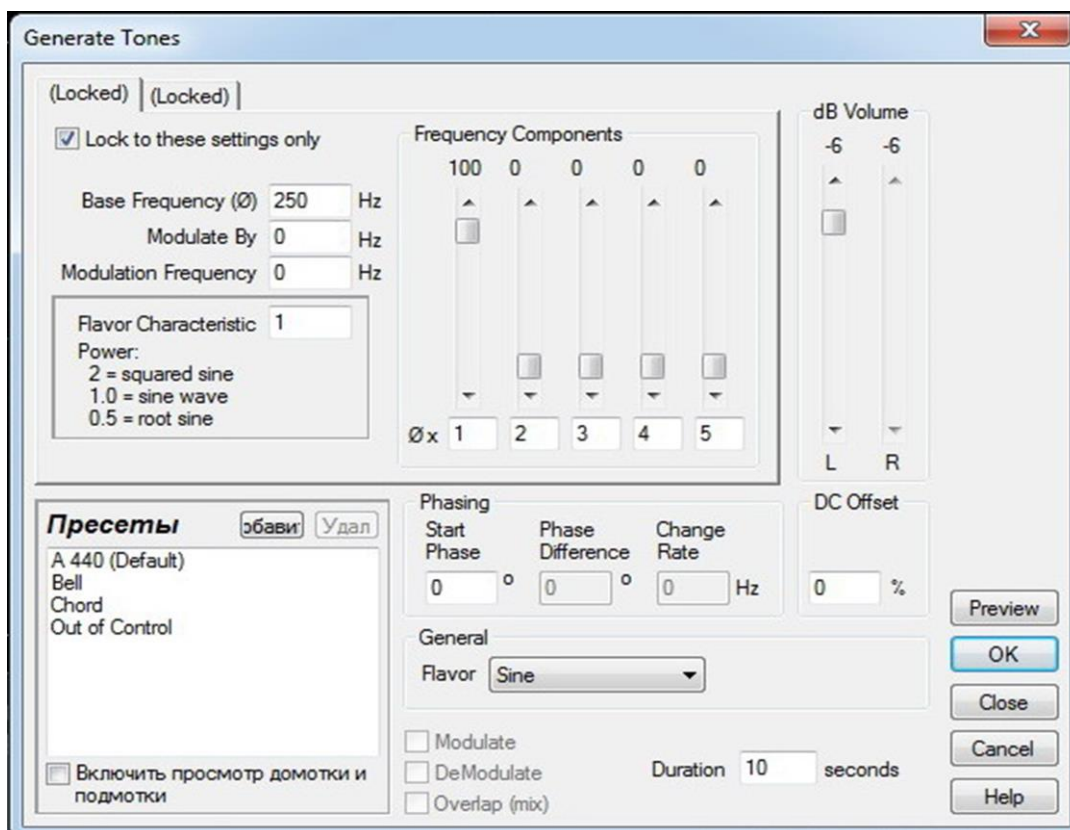 Generate Tones
(Locked) (Locked)
Lock to these settings only
Base Frequency (Ø) 250 Hz
Modulate By 0 Hz
Modulation Frequency 0 Hz
Flavor Characteristic 1
Power:
2 = squared sine
1.0 = sine wave
0.5 = root sine
Frequency Components
100 0 0 0 0
Ø x 1 2 3 4 5
dB Volume
-6 -6
L R
Пресеты обавит Удал
A 440 (Default)
Bell
Chord
Out of Control
Включить просмотр домотки и
подмотки
Phasing
Start Phase
Phase Difference
Change Rate
0 º 0 º 0 Hz
DC Offset
0 %
General
Flavor Sine
Modulate
DeModulate
Overlap (mix)
Duration 10 seconds
Preview
OK
Close
Cancel
Help